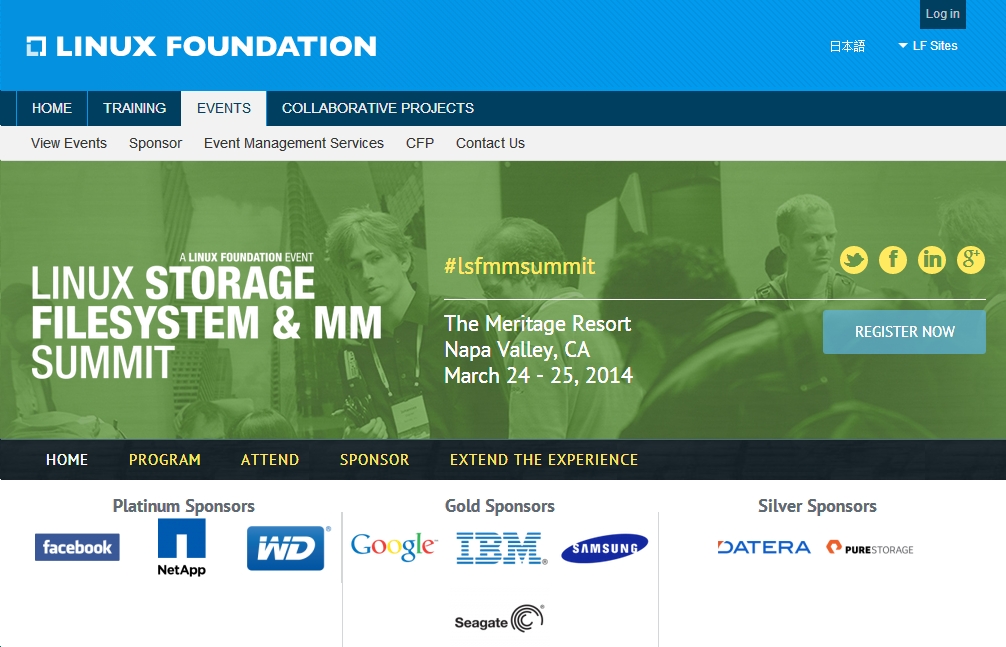 Log in
LINUX FOUNDATION
日本語
LF Sites
HOME TRAINING EVENTS COLLABORATIVE PROJECTS
View Events Sponsor Event Management Services CFP Contact Us
A LINUX FOUNDATION EVENT
LINUX STORAGE
FILESYSTEM & MM
SUMMIT
#lsfmmsummit
The Meritage Resort
Napa Valley, CA
March 24 - 25, 2014
in
g+
REGISTER NOW
HOME PROGRAM ATTEND SPONSOR EXTEND THE EXPERIENCE
Platinum Sponsors
facebook
NetApp
WD®
Gold Sponsors
Google™
IBM®
SAMSUNG
Seagate®
Silver Sponsors
DATERA
PURESTORAGE